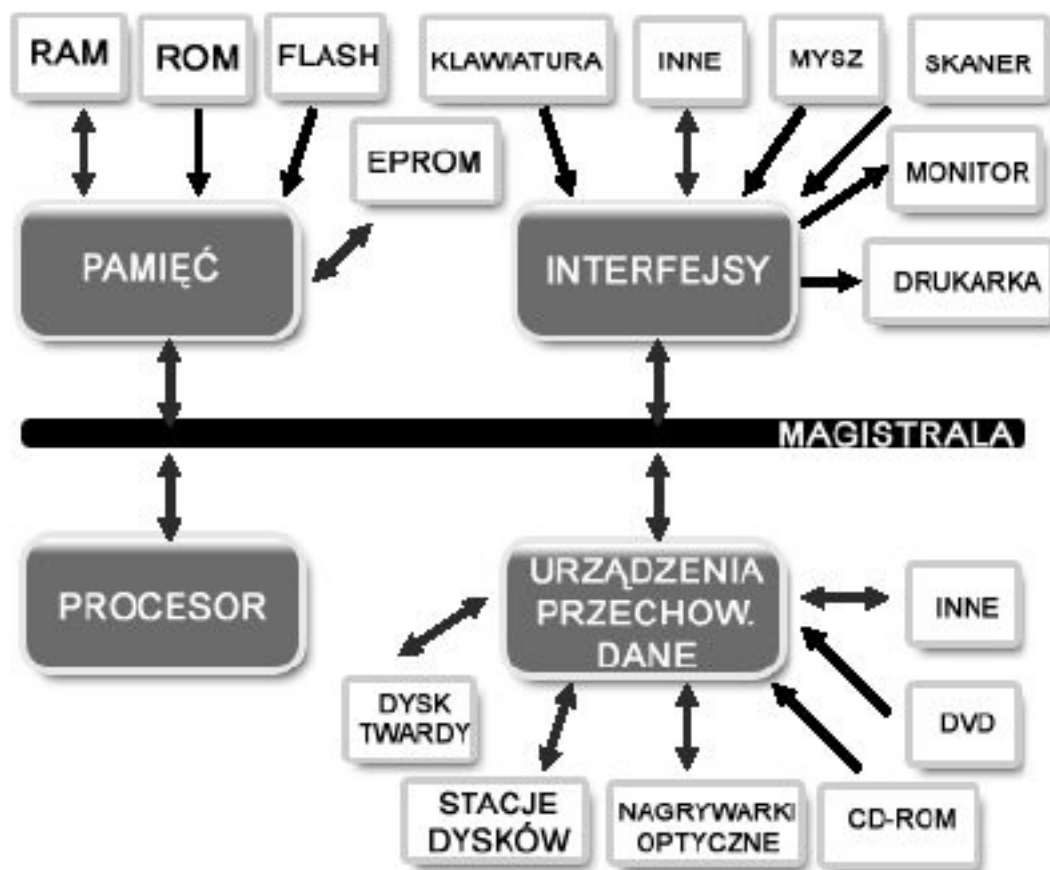 RAM
ROM
FLASH
KLAWIATURA
INNE
MYSZ
SKANER
EPROM
MONITOR
PAMIĘĆ
INTERFEJSY
DRUKARKA
MAGISTRALA
PROCESOR
URZĄDZENIA
PRZECHOW.
DANE
INNE
DYSK
TWARDY
DVD
STACJE
DYSKÓW
NAGRYWARKI
OPTYCZNE
CD-ROM